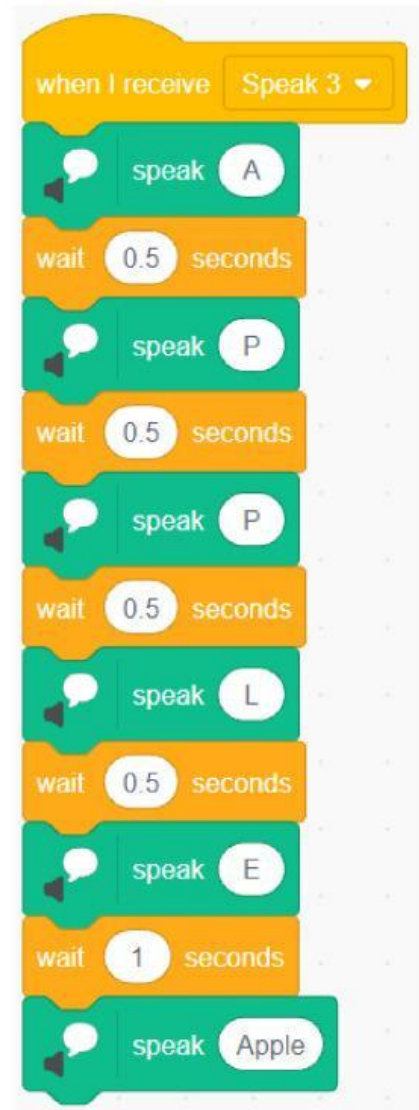 when I receive Speak 3
speak A
wait 0.5 seconds
speak P
wait 0.5 seconds
speak P
wait 0.5 seconds
speak L
wait 0.5 seconds
speak E
wait 1 seconds
speak Apple